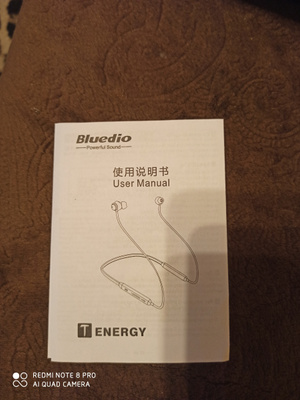 Bluedio
Powerful Sound
使用说明书
User Manual
T ENERGY
REDMI NOTE 8 PRO
AI QUAD CAMERA